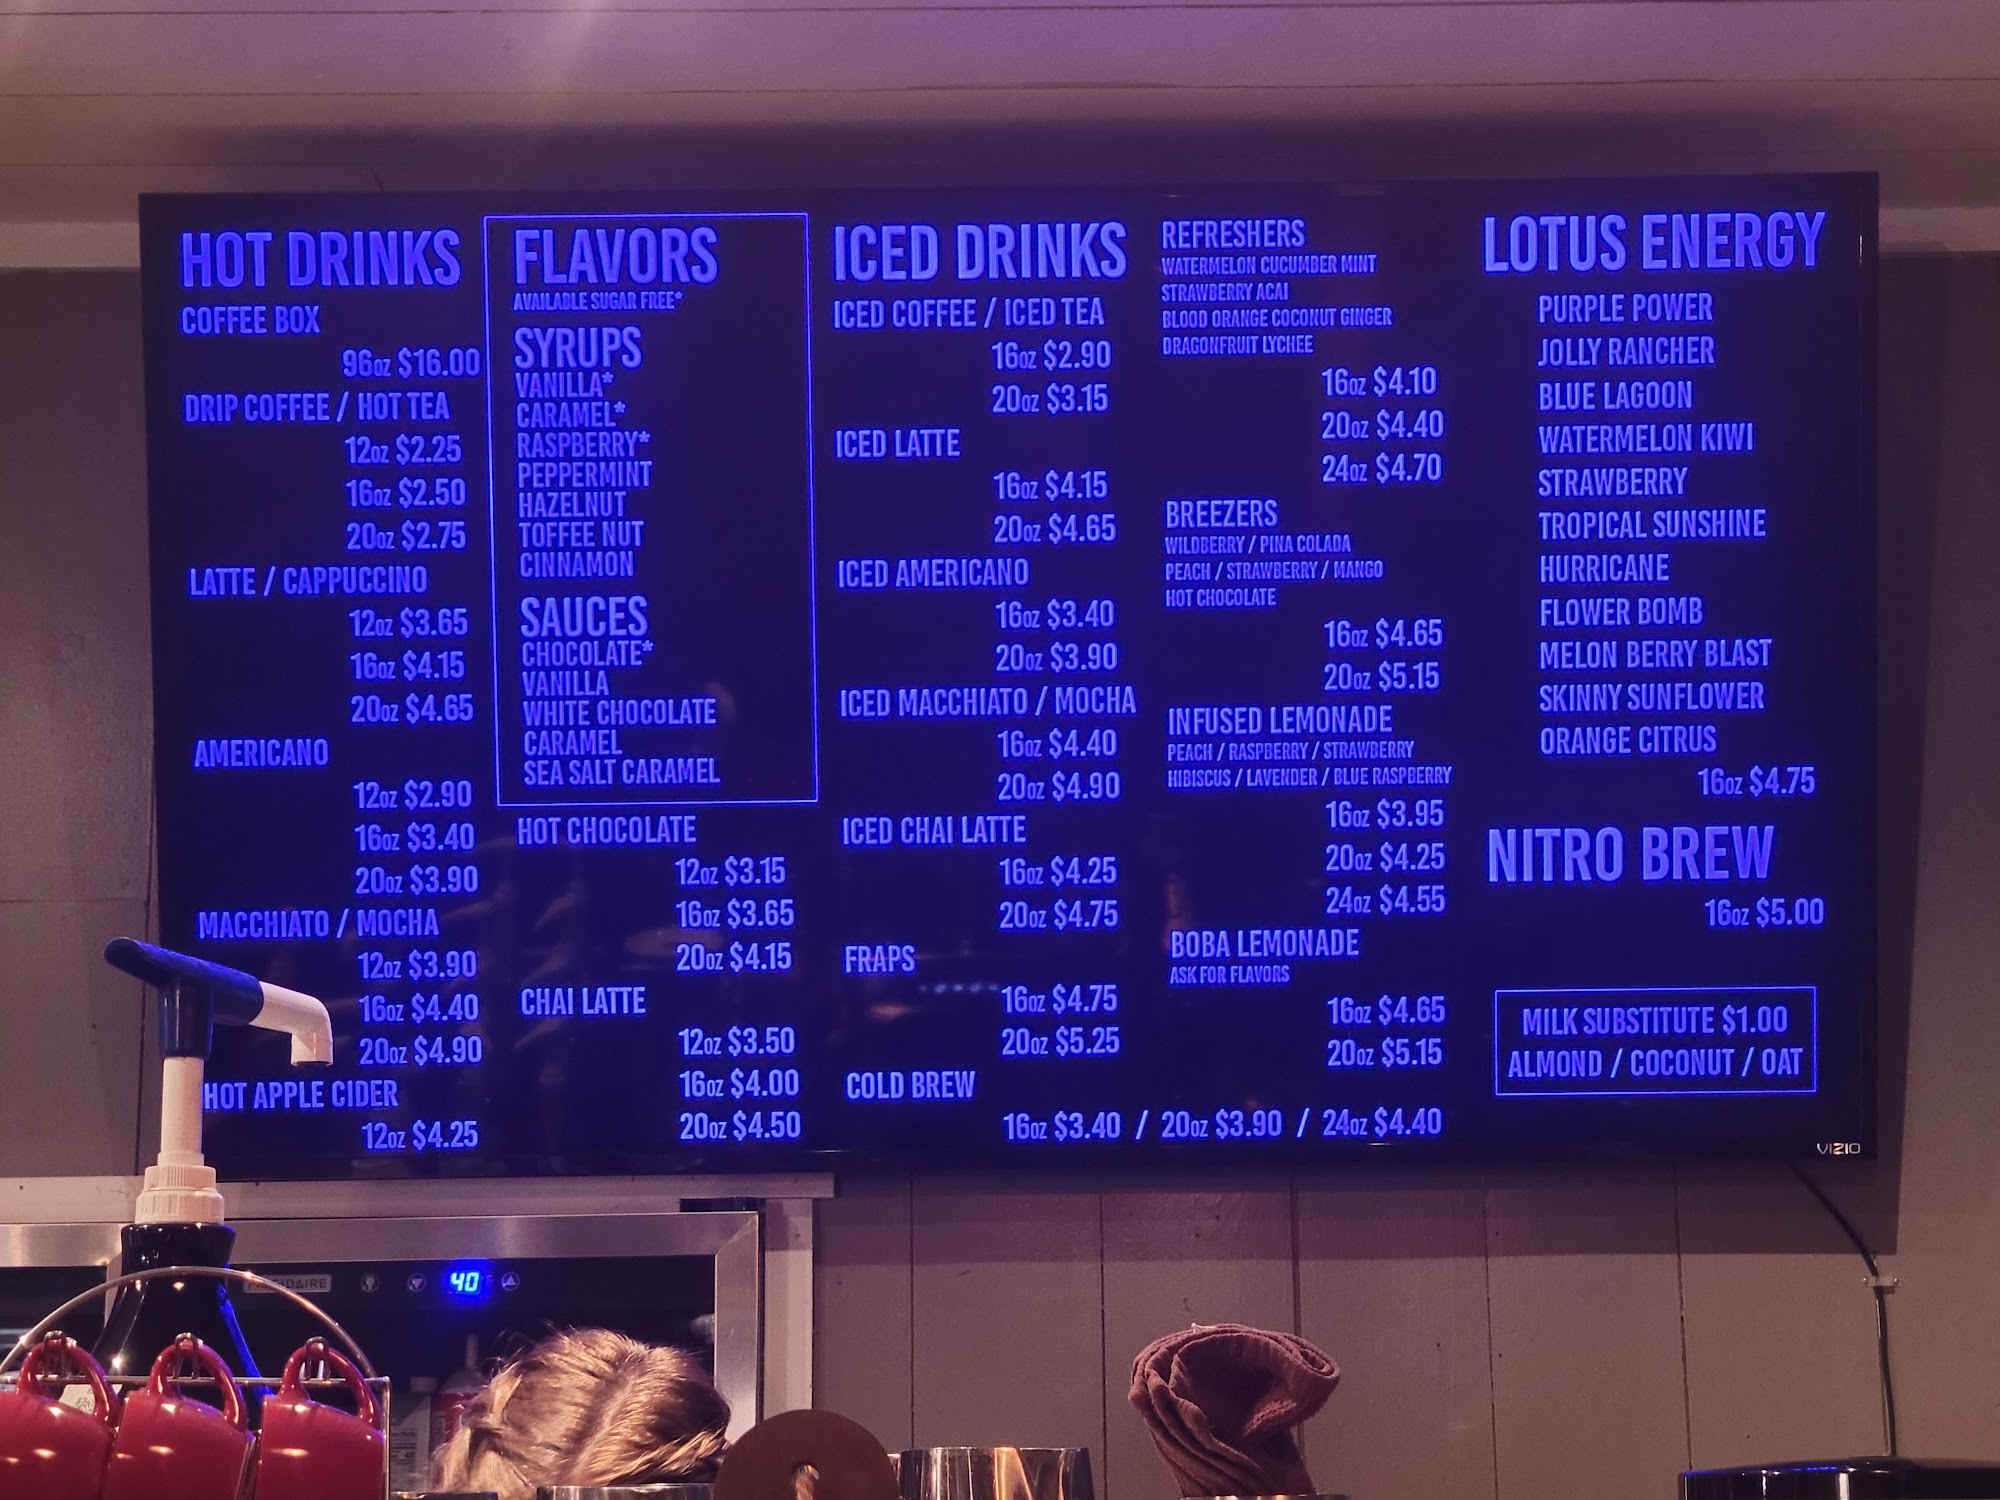 HOT DRINKS
COFFEE BOX
96oz $16.00
DRIP COFFEE / HOT TEA
12oz $2.25
16oz $2.50
20oz $2.75
LATTE / CAPPUCCINO
12oz $3.65
16oz $4.15
20oz $4.65
AMERICANO
12oz $2.90
16oz $3.40
20oz $3.90
MACCHIATO / MOCHA
12oz $3.90
16oz $4.40
20oz $4.90
HOT APPLE CIDER
12oz $4.25
FLAVORS
AVAILABLE SUGAR FREE*
SYRUPS
VANILLA*
CARAMEL*
RASPBERRY*
PEPPERMINT
HAZELNUT
TOFFEE NUT
CINNAMON
SAUCES
CHOCOLATE*
VANILLA
WHITE CHOCOLATE
CARAMEL
SEA SALT CARAMEL
HOT CHOCOLATE
12oz $3.15
16oz $3.65
20oz $4.15
CHAI LATTE
12oz $3.50
16oz $4.00
20oz $4.50
ICED DRINKS
ICED COFFEE / ICED TEA
16oz $2.90
20oz $3.15
ICED LATTE
16oz $4.15
20oz $4.65
ICED AMERICANO
16oz $3.40
20oz $3.90
ICED MACCHIATO / MOCHA
16oz $4.40
20oz $4.90
ICED CHAI LATTE
16oz $4.25
20oz $4.75
FRAPS
16oz $4.75
20oz $5.25
COLD BREW
16oz $3.40 / 20oz $3.90 / 24oz $4.40
REFRESHERS
WATERMELON CUCUMBER MINT
STRAWBERRY ACAI
BLOOD ORANGE COCONUT GINGER
DRAGONFRUIT LYCHEE
16oz $4.10
20oz $4.40
24oz $4.70
BREEZERS
WILDBERRY / PINA COLADA
PEACH / STRAWBERRY / MANGO
HOT CHOCOLATE
16oz $4.65
20oz $5.15
INFUSED LEMONADE
PEACH / RASPBERRY / STRAWBERRY
HIBISCUS / LAVENDER / BLUE RASPBERRY
16oz $3.95
20oz $4.25
24oz $4.55
BOBA LEMONADE
ASK FOR FLAVORS
16oz $4.65
20oz $5.15
LOTUS ENERGY
PURPLE POWER
JOLLY RANCHER
BLUE LAGOON
WATERMELON KIWI
STRAWBERRY
TROPICAL SUNSHINE
HURRICANE
FLOWER BOMB
MELON BERRY BLAST
SKINNY SUNFLOWER
ORANGE CITRUS
16oz $4.75
NITRO BREW
16oz $5.00
MILK SUBSTITUTE $1.00
ALMOND / COCONUT / OAT
VIZIO
FRIGIDAIRE
40